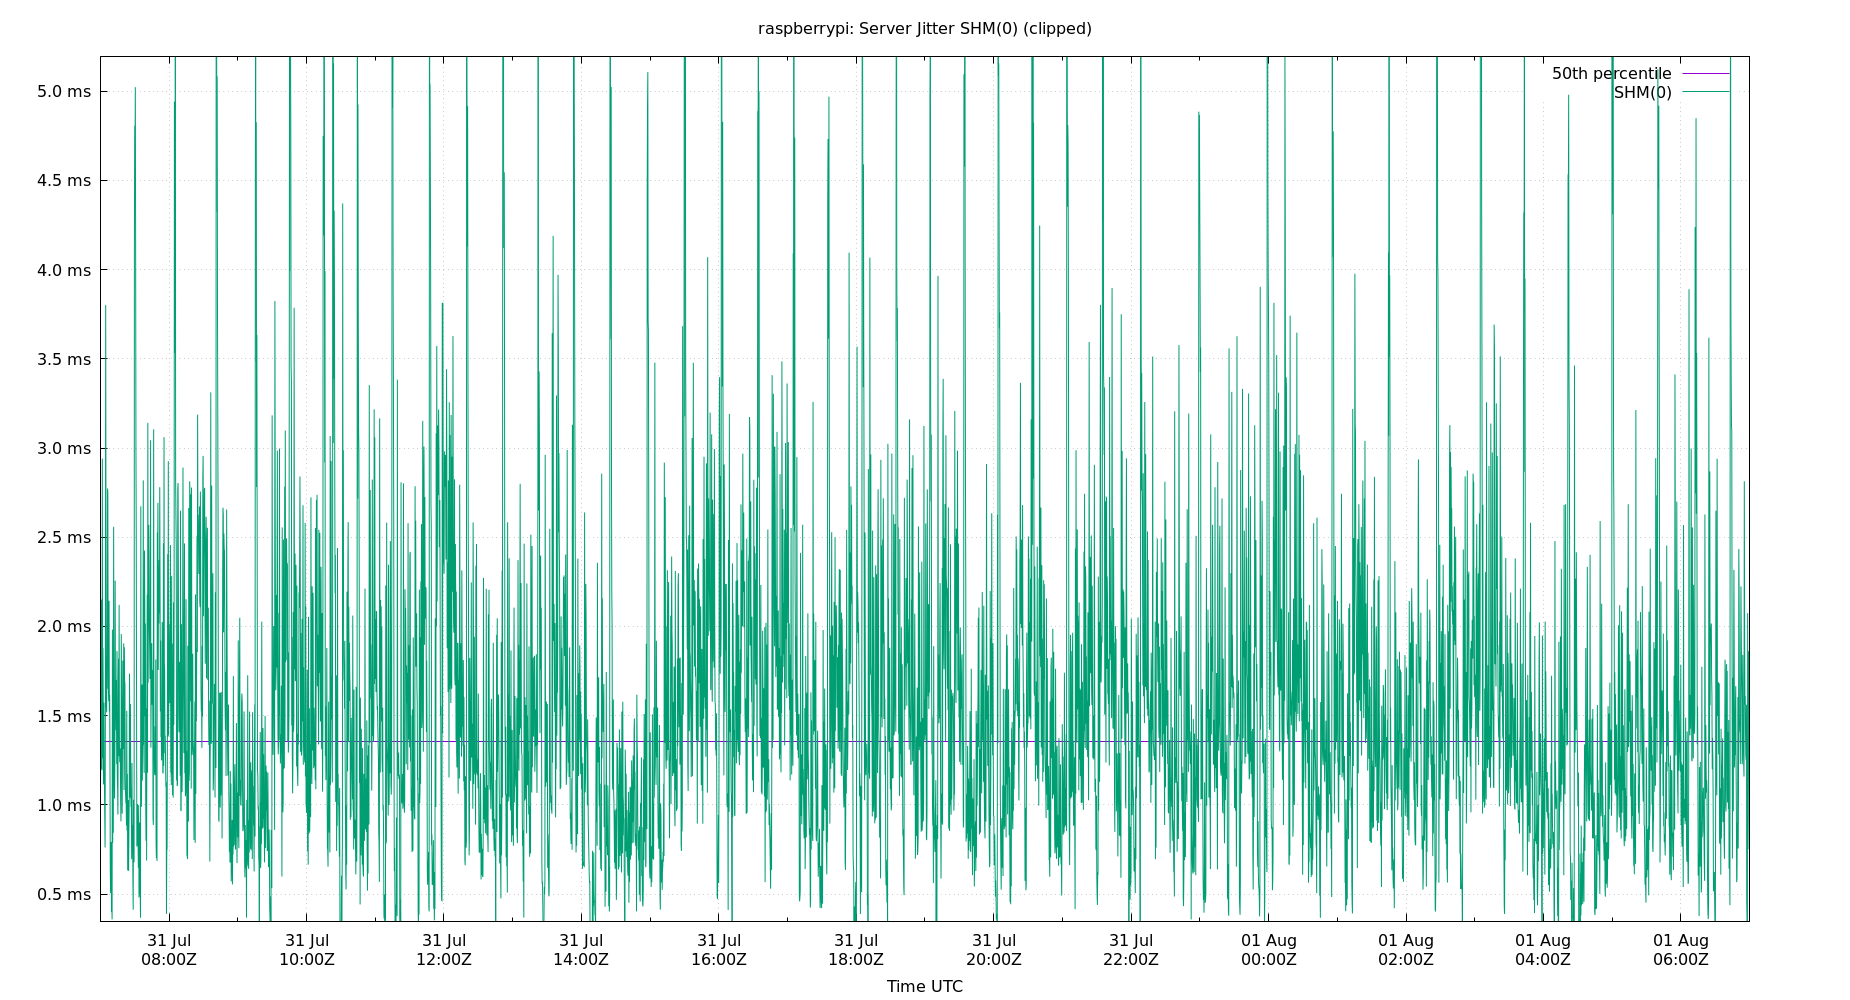 raspberrypi: Server Jitter SHM(0) (clipped)
50th percentile
SHM(0)
5.0 ms
4.5 ms
4.0 ms
3.5 ms
3.0 ms
2.5 ms
2.0 ms
1.5 ms
1.0 ms
0.5 ms
31 Jul 31 Jul 31 Jul 31 Jul 31 Jul 31 Jul 31 Jul 31 Jul 01 Aug 01 Aug 01 Aug 01 Aug
08:00Z 10:00Z 12:00Z 14:00Z 16:00Z 18:00Z 20:00Z 22:00Z 00:00Z 02:00Z 04:00Z 06:00Z
Time UTC